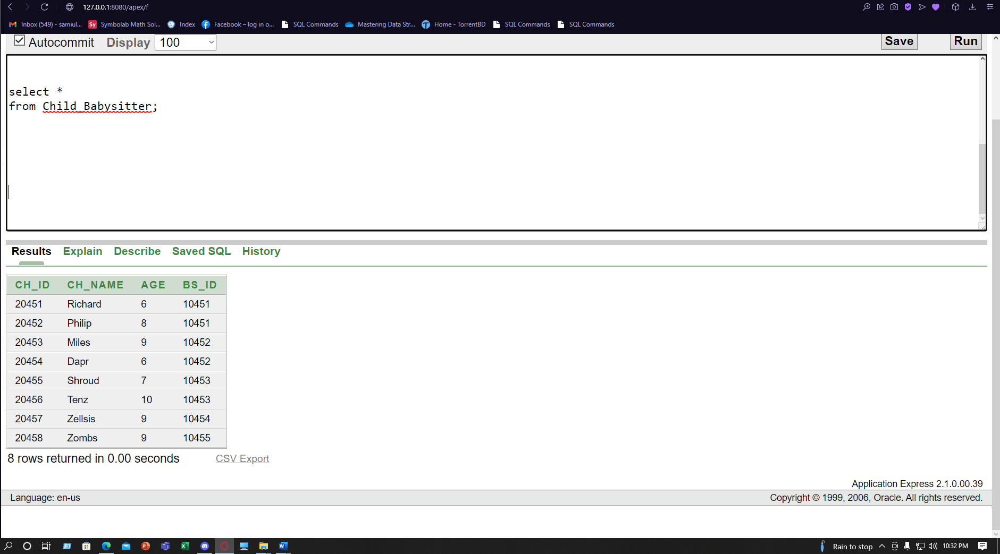 127.0.0.1:8080/apex/f
Inbox (549) - samiul... Sy Symbolab Math Sol... Index Facebook – log in o... SQL Commands Mastering Data Str... Home - TorrentBD SQL Commands SQL Commands
Autocommit Display 100 Save Run
select *
from Child_Babysitter;
Results Explain Describe Saved SQL History
CH_ID CH_NAME AGE BS_ID
20451 Richard 6 10451
20452 Philip 8 10451
20453 Miles 9 10452
20454 Dapr 6 10452
20455 Shroud 7 10453
20456 Tenz 10 10453
20457 Zellsis 9 10454
20458 Zombs 9 10455
8 rows returned in 0.00 seconds CSV Export
Application Express 2.1.0.00.39
Language: en-us Copyright © 1999, 2006, Oracle. All rights reserved.
Rain to stop 10:32 PM